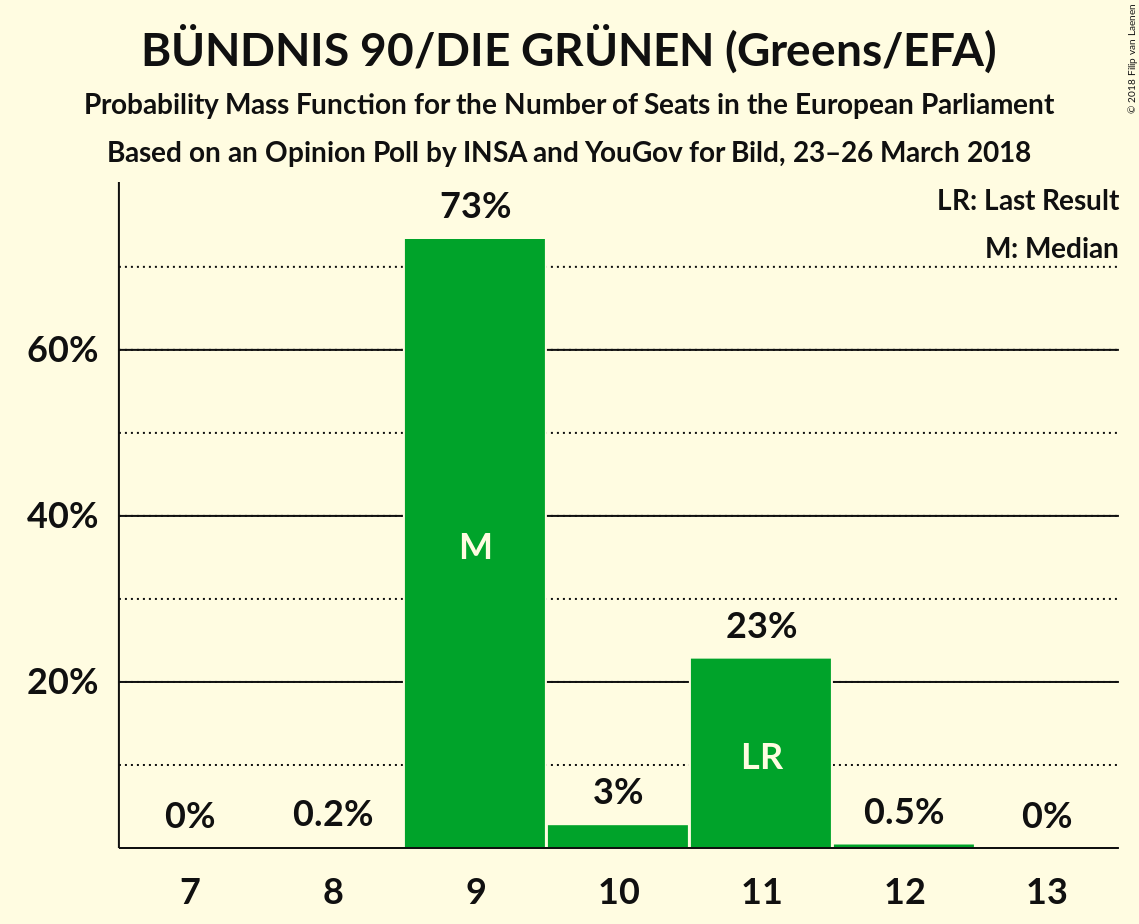 BÜNDNIS 90/DIE GRÜNEN (Greens/EFA)
Probability Mass Function for the Number of Seats in the European Parliament
Based on an Opinion Poll by INSA and YouGov for Bild, 23–26 March 2018
© 2018 Filip van Laenen
LR: Last Result
M: Median
73%
60%
40%
M
23%
20%
LR
0%
0.2%
3%
0.5%
0%
7 8 9 10 11 12 13